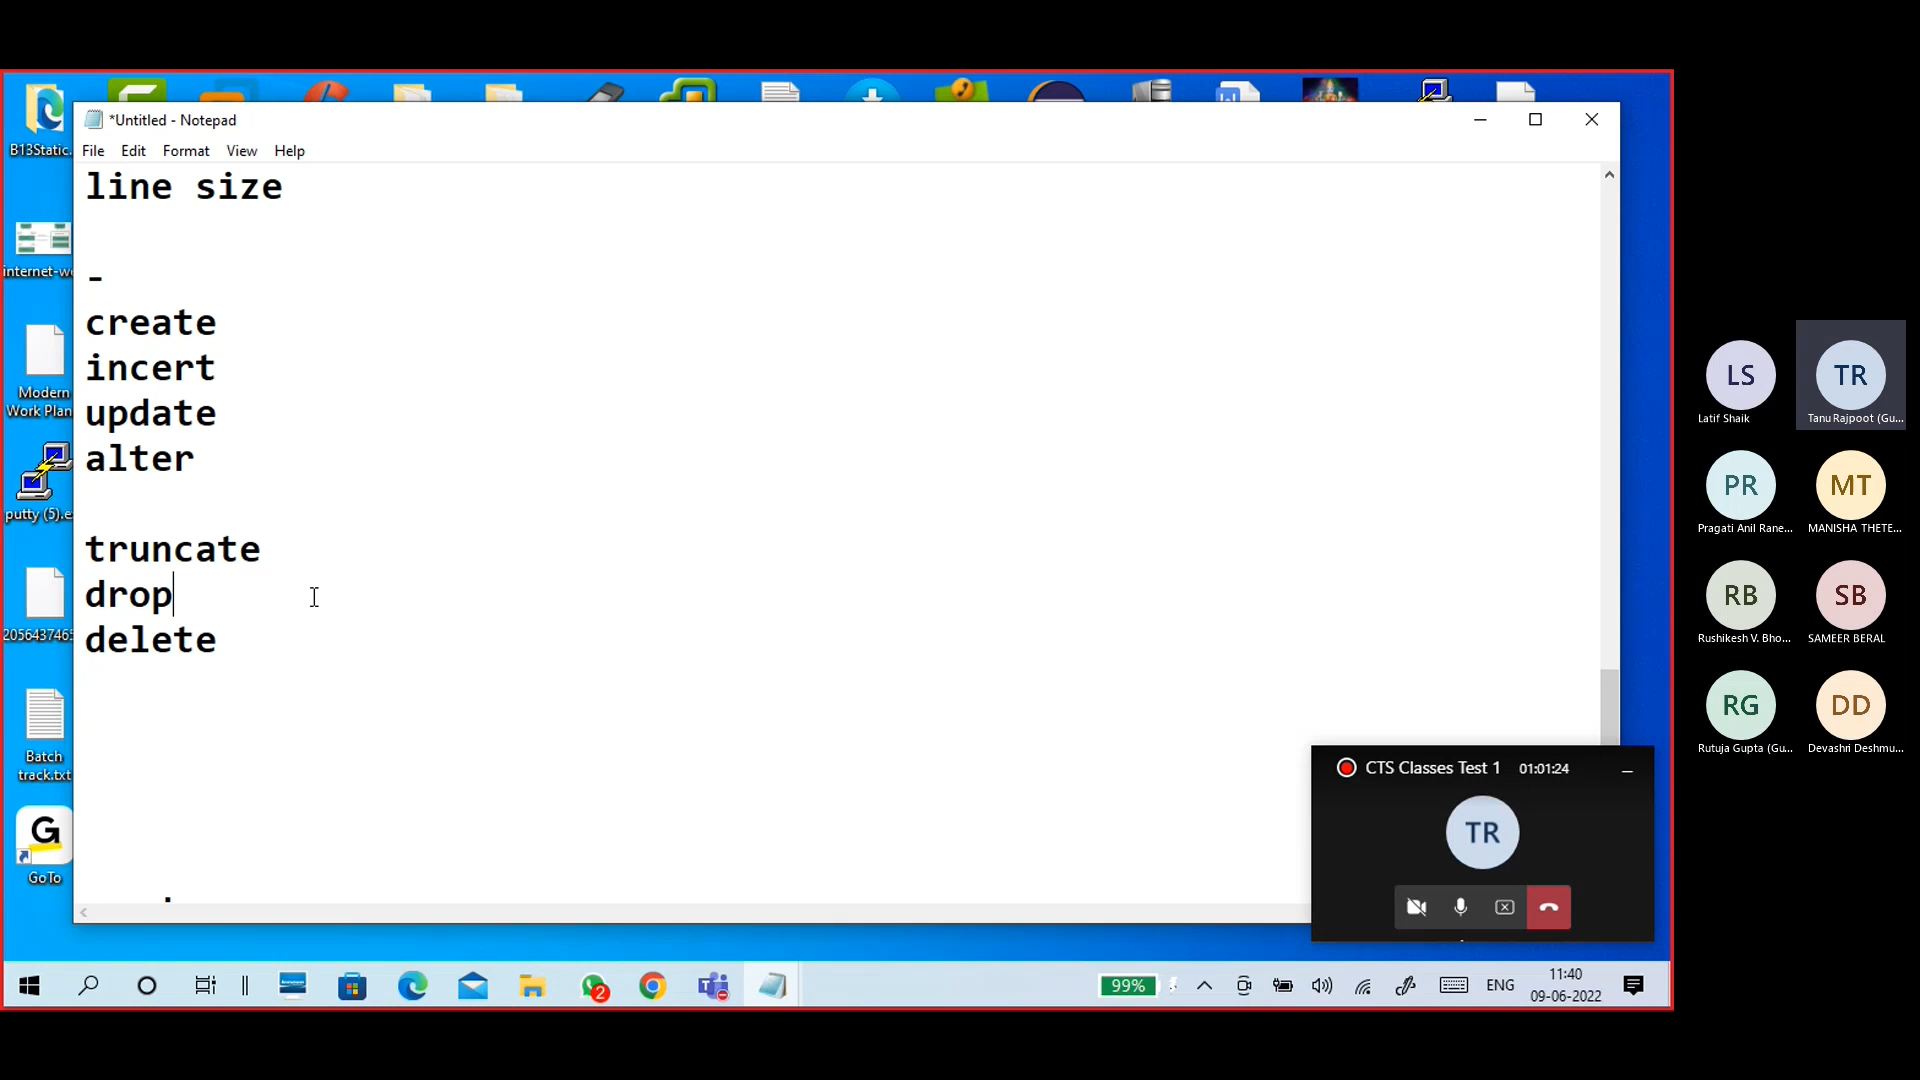 *Untitled - Notepad
File Edit Format View Help
line size
-
create
incert
update
alter
truncate
drop
delete
B13Static.
internet-we
Modern
Work Plan
putty (5).e
2056437465
Batch
track.txt
G
GoTo
CTS Classes Test 1 01:01:24
TR
LS
Latif Shaik
TR
Tanu Rajpoot (Gu...
PR
Pragati Anil Rane...
MT
MANISHA THETE...
RB
Rushikesh V. Bho...
SB
SAMEER BERAL
RG
Rutuja Gupta (Gu...
DD
Devashri Deshmu...
2
99%
ENG
11:40
09-06-2022